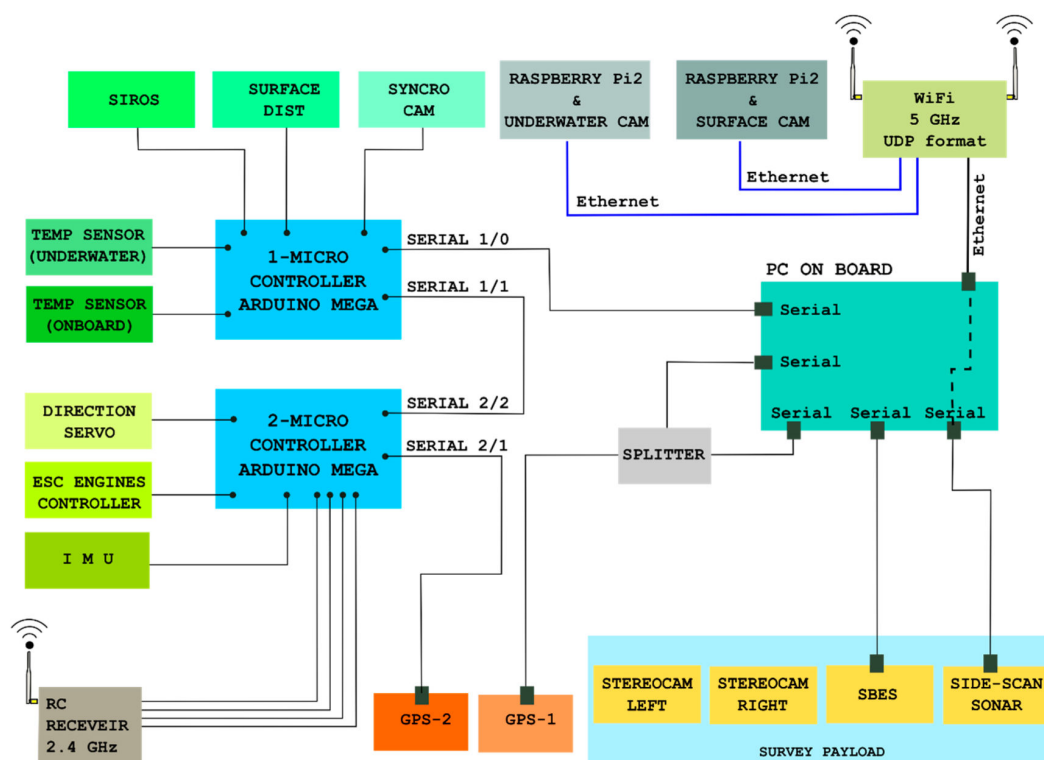 SIROS
SURFACE
DIST
SYNCRO
CAM
RASPBERRY Pi2
&
UNDERWATER CAM
RASPBERRY Pi2
&
SURFACE CAM
WiFi
5 GHz
UDP format
Ethernet
Ethernet
Ethernet
TEMP SENSOR
(UNDERWATER)
TEMP SENSOR
(ONBOARD)
1-MICRO
CONTROLLER
ARDUINO MEGA
SERIAL 1/0
SERIAL 1/1
PC ON BOARD
Serial
Serial
Serial
Serial
Serial
DIRECTION
SERVO
ESC ENGINES
CONTROLLER
I M U
2-MICRO
CONTROLLER
ARDUINO MEGA
SERIAL 2/2
SERIAL 2/1
SPLITTER
RC
RECEVEIR
2.4 GHz
GPS-2
GPS-1
STEREOCAM
LEFT
STEREOCAM
RIGHT
SBES
SIDE-SCAN
SONAR
SURVEY PAYLOAD